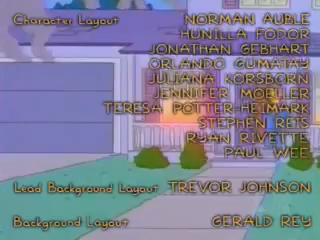 Character Layout NORMAN AUBLE
HUNILLA FODOR
JONATHAN GEBHART
ORLANDO GUMATAY
JULIANA KORSBORN
JENNIFER MOELLER
TERESA POTTER-HEIMARK
STEPHEN REIS
RYAN RIVETTE
PAUL WEE
Lead Background Layout TREVOR JOHNSON
Background Layout GERALD REY